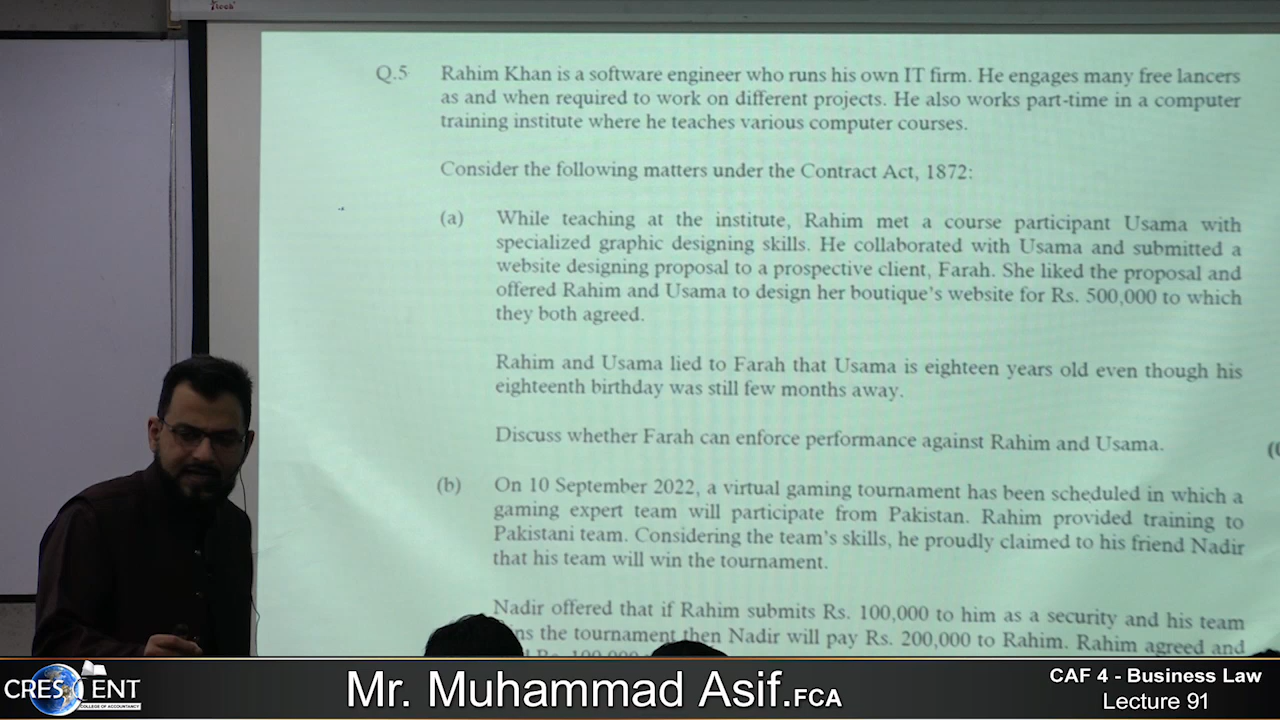 Itech
Q.5 Rahim Khan is a software engineer who runs his own IT firm. He engages many free lancers
as and when required to work on different projects. He also works part-time in a computer
training institute where he teaches various computer courses.
Consider the following matters under the Contract Act, 1872:
(a) While teaching at the institute, Rahim met a course participant Usama with
specialized graphic designing skills. He collaborated with Usama and submitted a
website designing proposal to a prospective client, Farah. She liked the proposal and
offered Rahim and Usama to design her boutique's website for Rs. 500,000 to which
they both agreed.
Rahim and Usama lied to Farah that Usama is eighteen years old even though his
eighteenth birthday was still few months away.
Discuss whether Farah can enforce performance against Rahim and Usama.
(b) On 10 September 2022, a virtual gaming tournament has been scheduled in which a
gaming expert team will participate from Pakistan. Rahim provided training to
Pakistani team. Considering the team's skills, he proudly claimed to his friend Nadir
that his team will win the tournament.
Nadir offered that if Rahim submits Rs. 100,000 to him as a security and his team
the tournament then Nadir will pay Rs. 200,000 to Rahim. Rahim agreed and
CRESCENT
COLLEGE OF ACCOUNTANCY
Mr. Muhammad Asif.FCA
CAF 4 - Business Law
Lecture 91